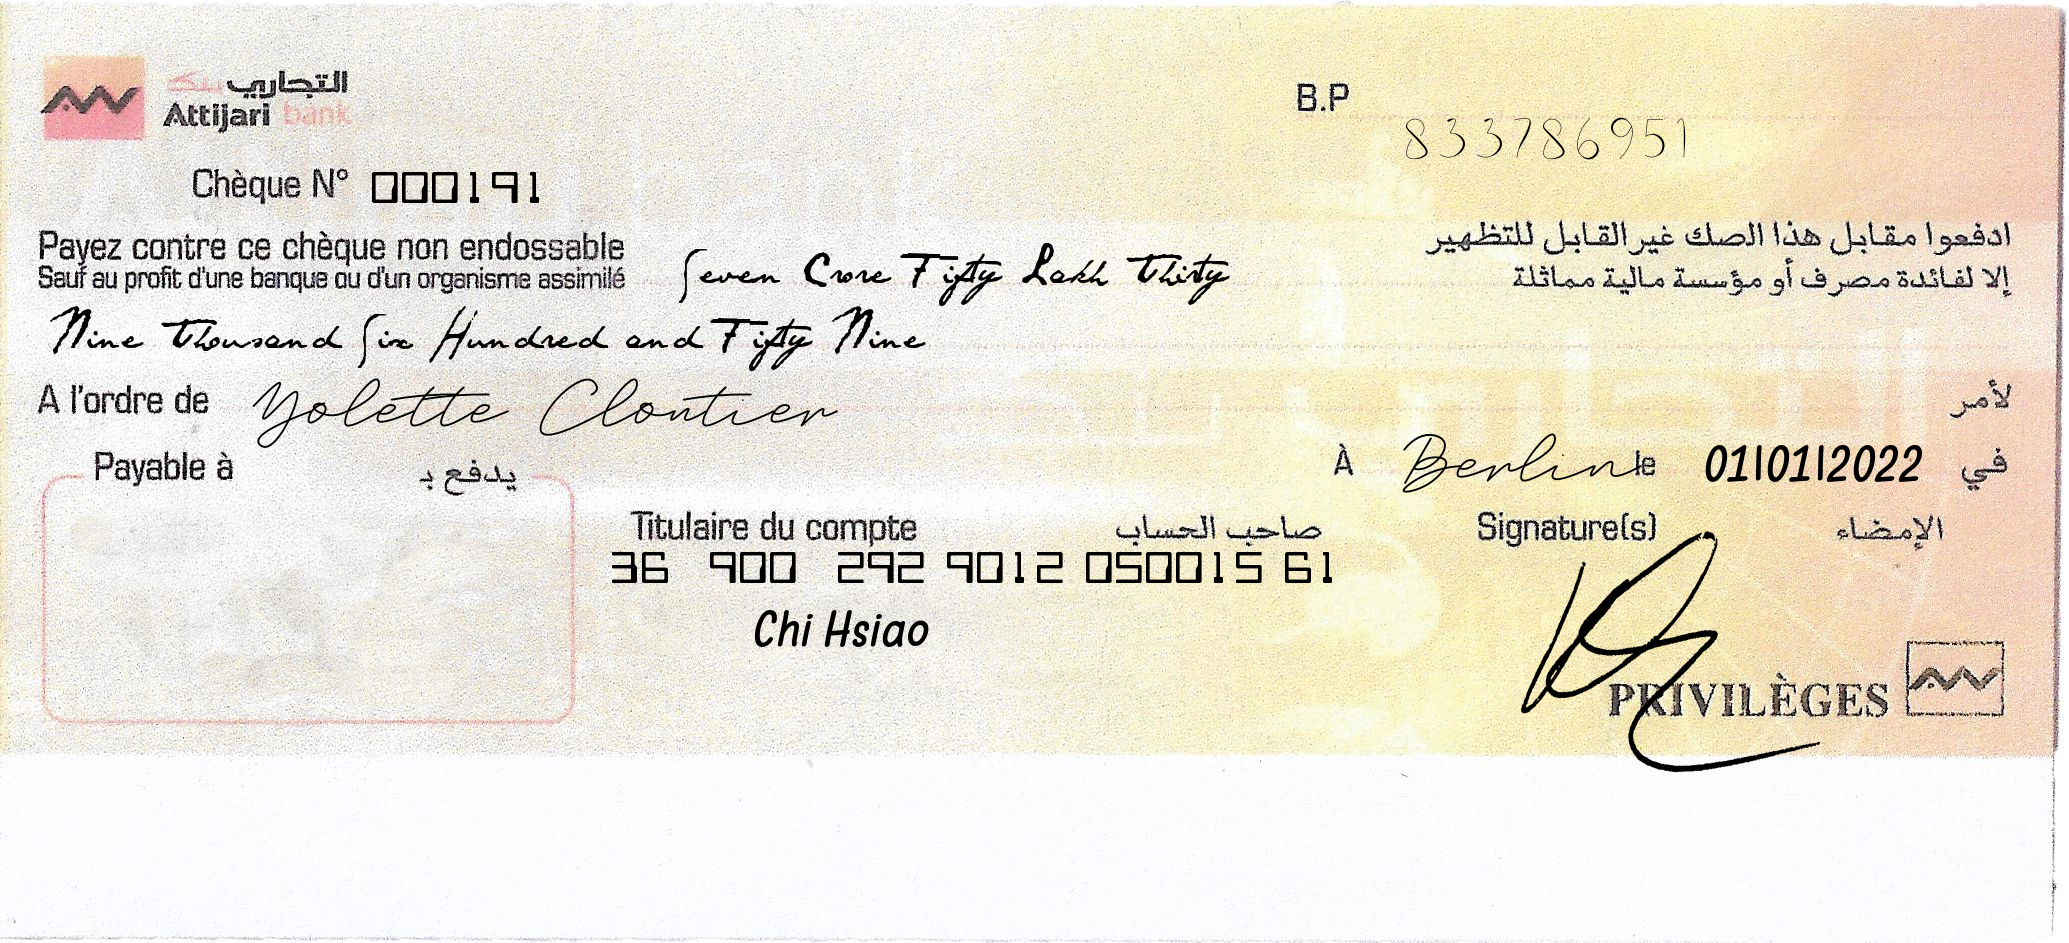 التجاري بنك
Attijari bank
B.P
833786951
Chèque N° 000191
Payez contre ce chèque non endossable
Sauf au profit d'une banque ou d'un organisme assimilé
ادفعوا مقابل هذا الصك غير القابل للتظهير
إلا لفائدة مصرف أو مؤسسة مالية مماثلة
Seven Crore Fifty Lakh Thirty
Nine Thousand Six Hundred and Fifty Nine
A l'ordre de Yolette Cloutier لأمر
À Berlin le 01|01|2022 في
Payable à يدفع بـ
Titulaire du compte صاحب الحساب
Signature(s) الإمضاء
36 900 292 9012 050015 61
Chi Hsiao
PRIVILÈGES